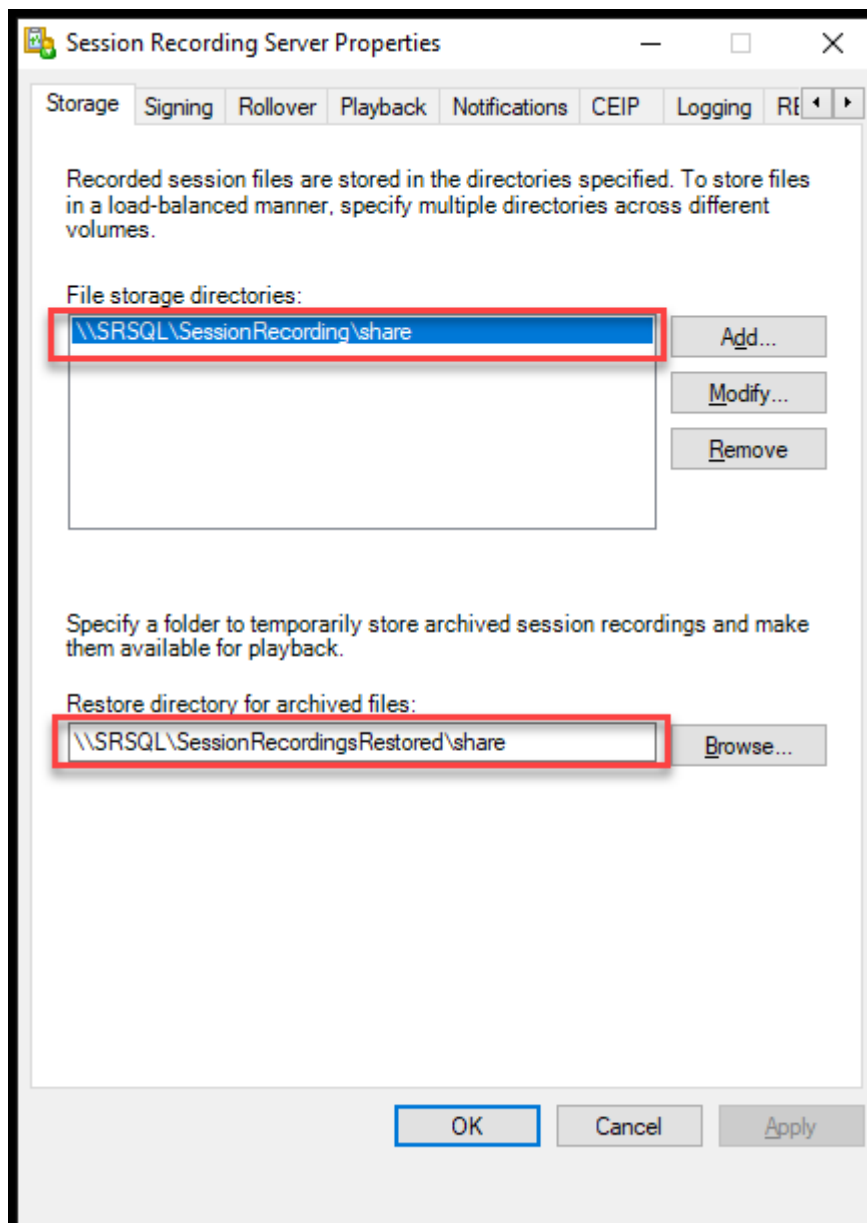 Session Recording Server Properties
Storage Signing Rollover Playback Notifications CEIP Logging
Recorded session files are stored in the directories specified. To store files
in a load-balanced manner, specify multiple directories across different
volumes.
File storage directories:
\\SRSQL\SessionRecording\share
Add...
Modify...
Remove
Specify a folder to temporarily store archived session recordings and make
them available for playback.
Restore directory for archived files:
\\SRSQL\SessionRecordingsRestored\share
Browse...
OK Cancel Apply